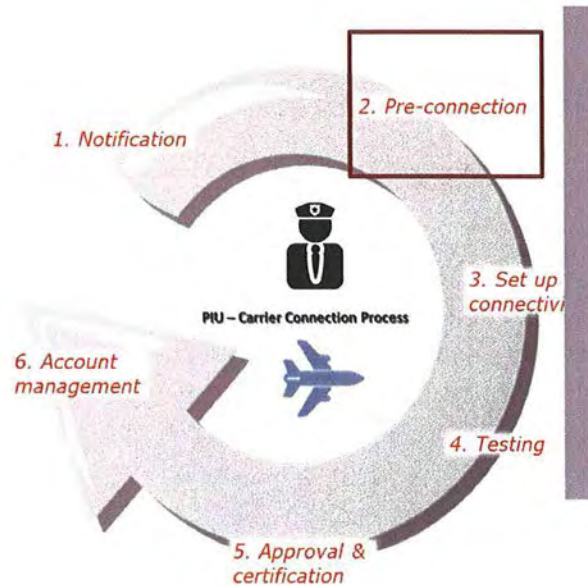 1. Notification
2. Pre-connection
PIU – Carrier Connection Process
3. Set up
connectivi
4. Testing
5. Approval &
certification
6. Account
management